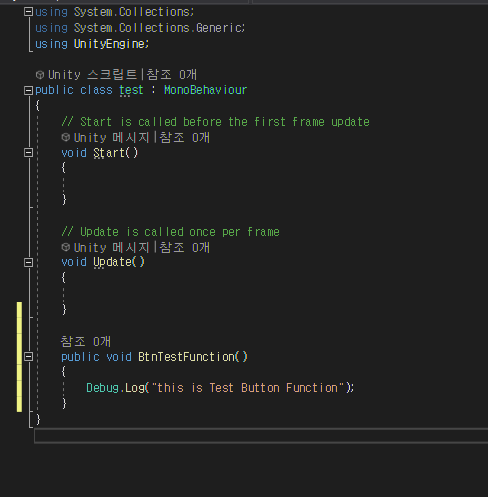 using System.Collections;
using System.Collections.Generic;
using UnityEngine;
Unity 스크립트|참조 0개
public class test : MonoBehaviour
{
// Start is called before the first frame update
Unity 메시지|참조 0개
void Start()
{
}
// Update is called once per frame
Unity 메시지|참조 0개
void Update()
{
}
참조 0개
public void BtnTestFunction()
{
Debug.Log("this is Test Button Function");
}
}